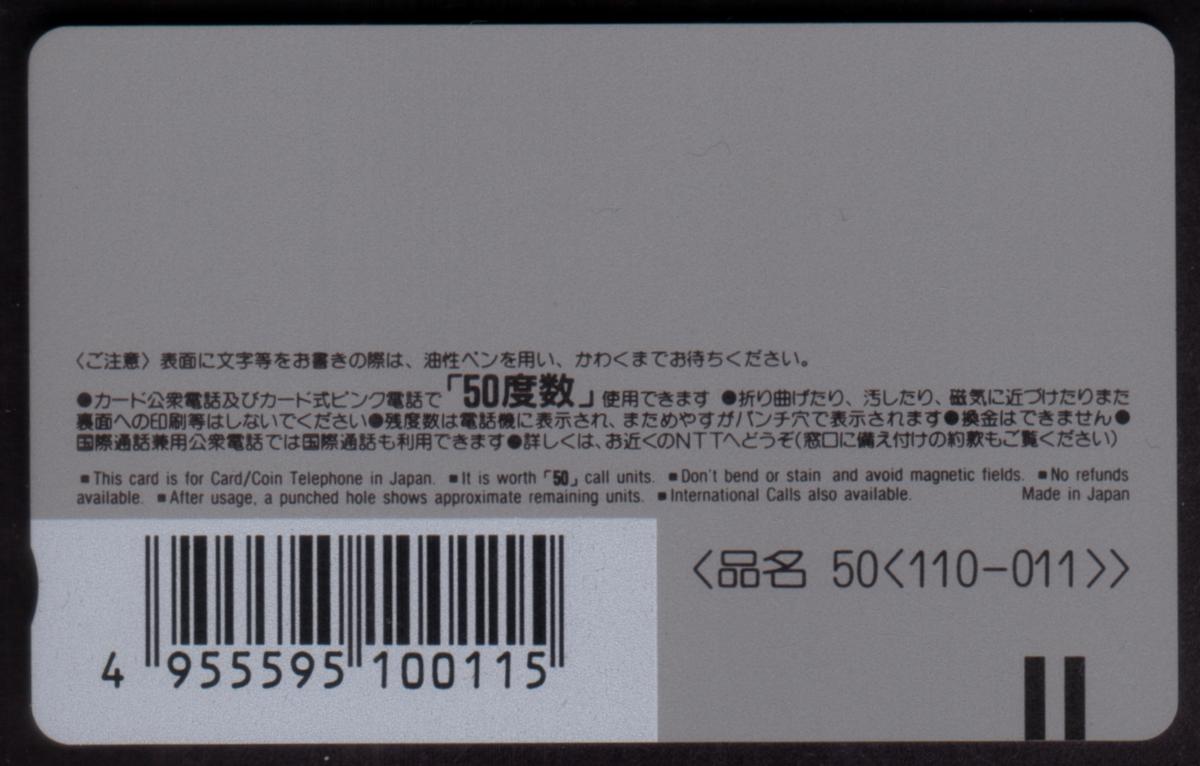 〈ご注意〉表面に文字等をお書きの際は、油性ペンを用い、かわくまでお待ちください。
●カード公衆電話及びカード式ピンク電話で「50度数」使用できます ●折り曲げたり、汚したり、磁気に近づけたりまた
裏面への印刷等はしないでください●残度数は電話機に表示され、まためやすがパンチ穴で表示されます●換金はできません●
国際通話兼用公衆電話では国際通話も利用できます●詳しくは、お近くのNTTへどうぞ(窓口に備え付けの約款もご覧ください)
■This card is for Card/Coin Telephone in Japan. ■It is worth「50」call units. ■Don't bend or stain and avoid magnetic fields. ■No refunds
available. ■After usage, a punched hole shows approximate remaining units. ■International Calls also available. Made in Japan
<品名 50<110-011>>
4 955595 100115